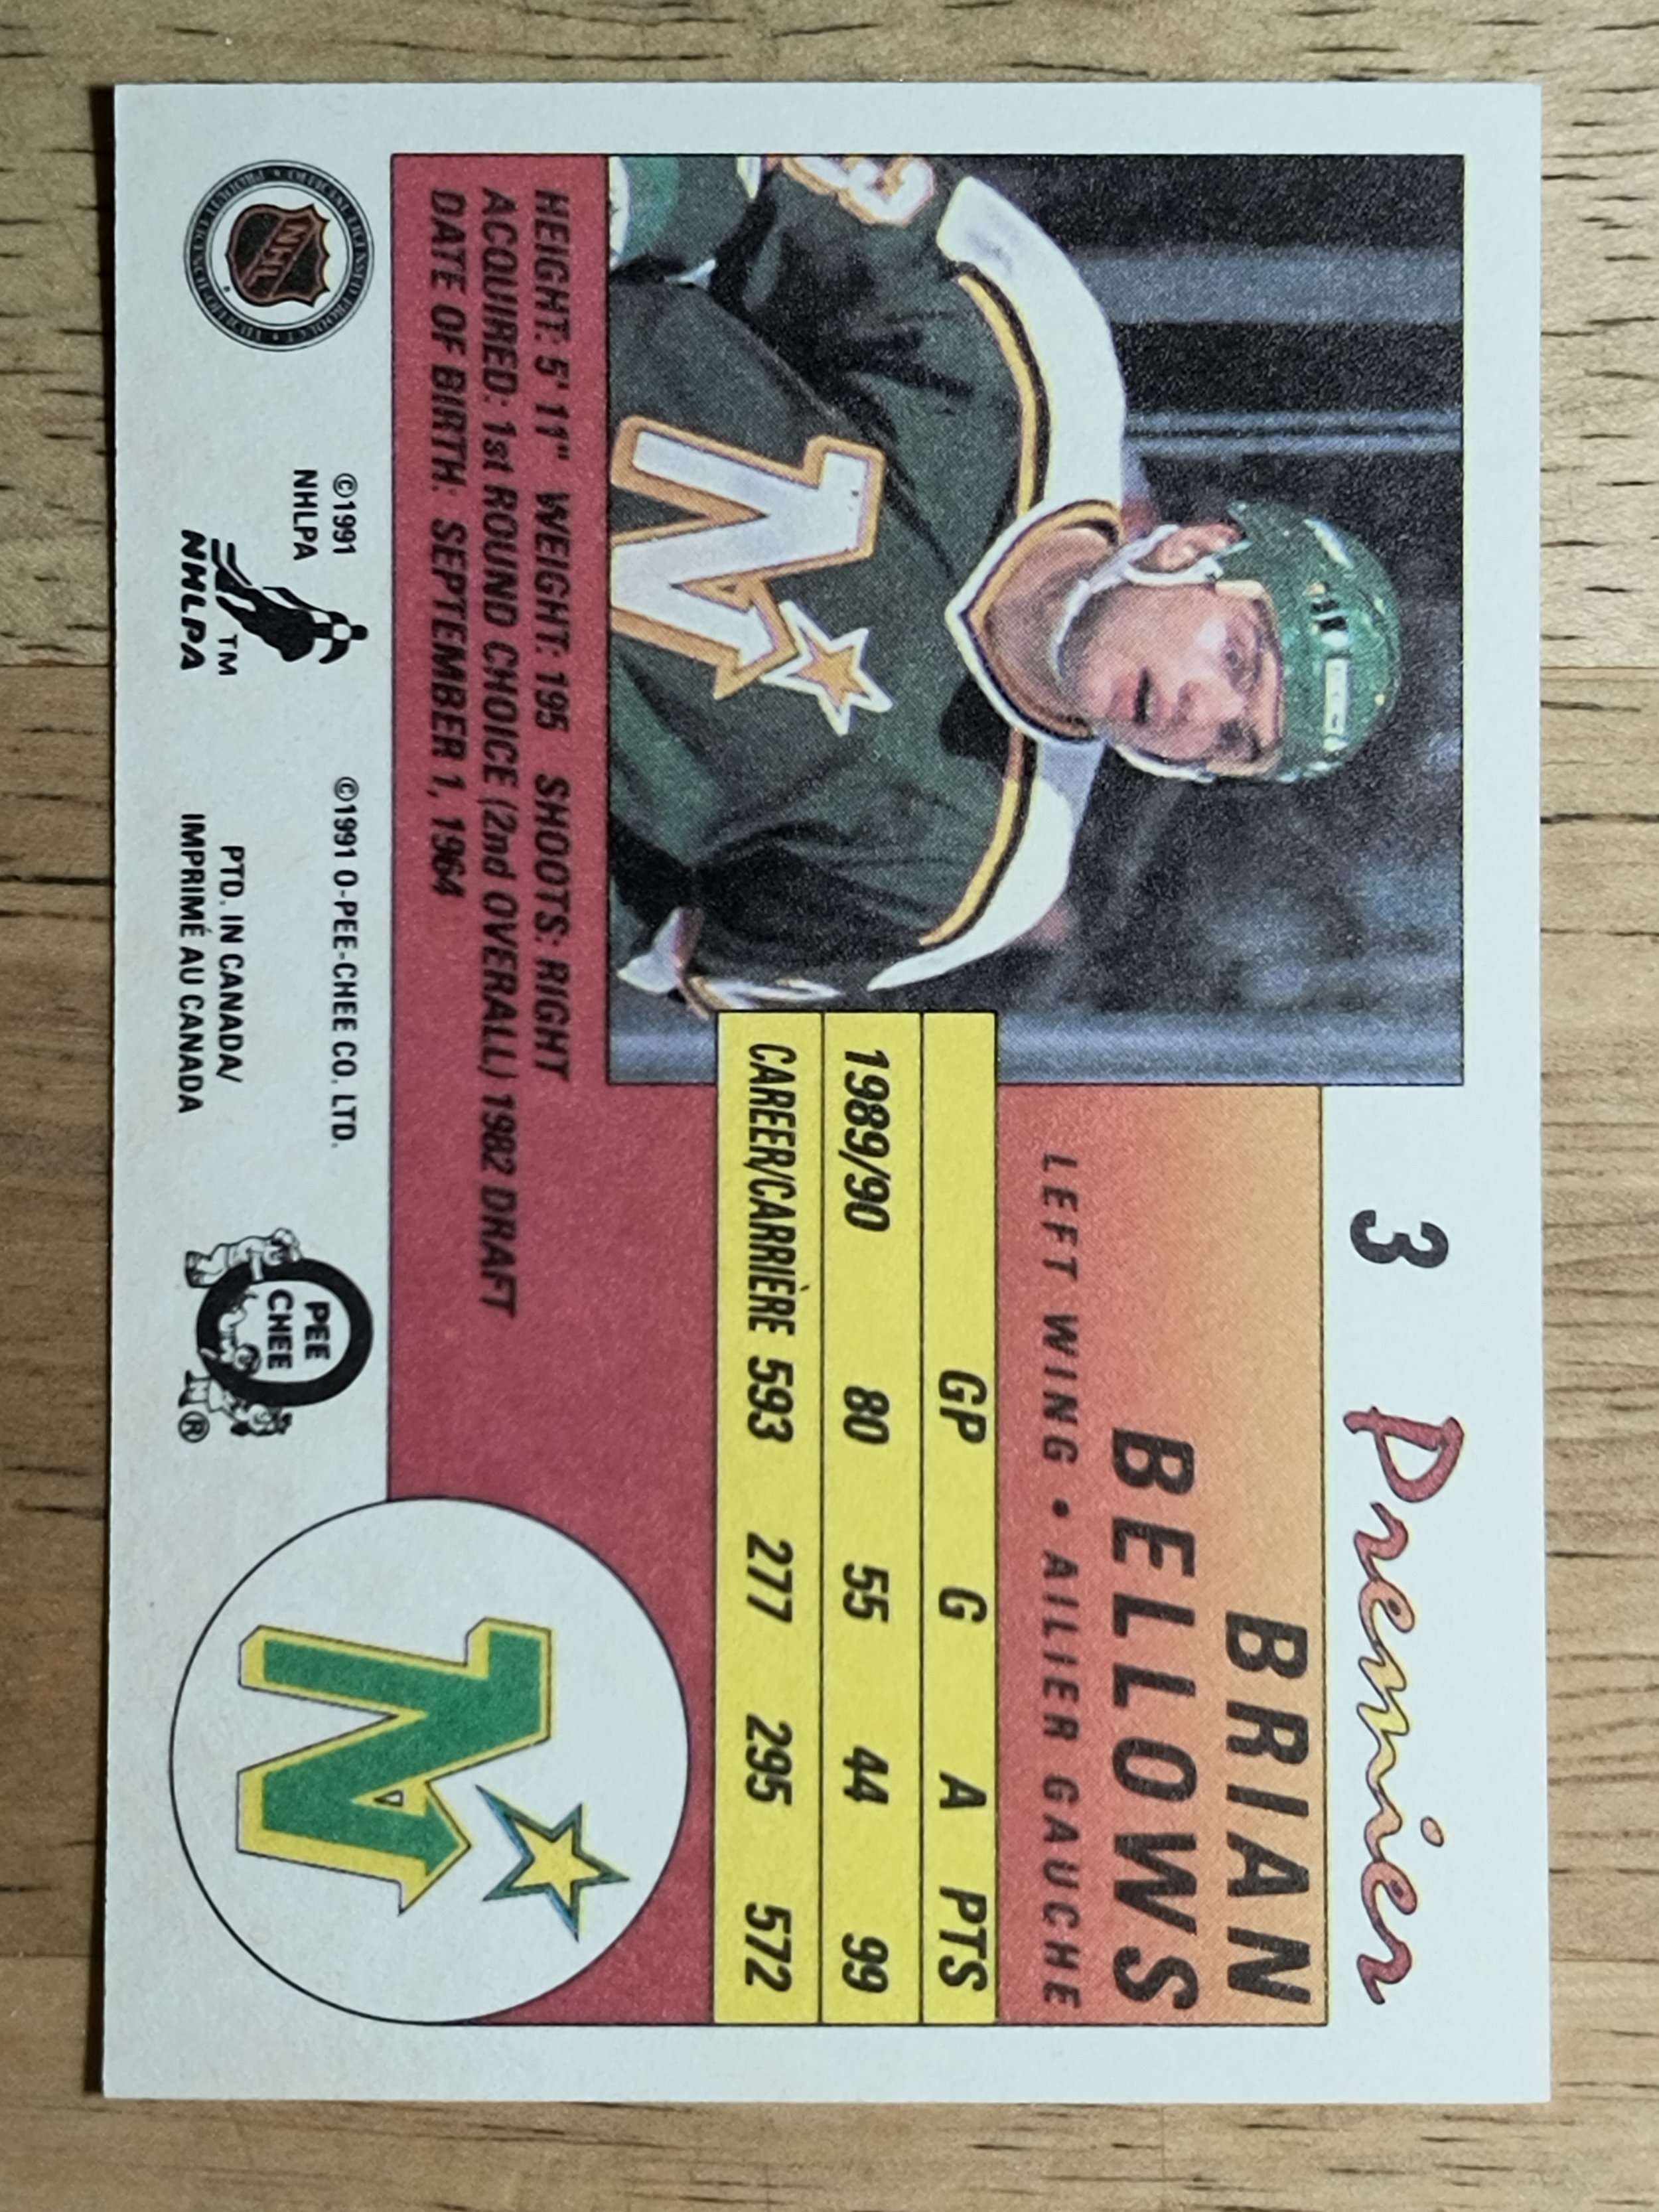 3 Premier
BRIAN
BELLOWS
LEFT WING • AILIER GAUCHE
GP G A PTS
1989/90 80 55 44 99
CAREER/CARRIÈRE 593 277 295 572
HEIGHT: 5' 11" WEIGHT: 195 SHOOTS: RIGHT
ACQUIRED: 1st ROUND CHOICE (2nd OVERALL) 1982 DRAFT
DATE OF BIRTH: SEPTEMBER 1, 1964
NHL
©1991
NHLPA
TM
NHLPA
©1991 O-PEE-CHEE CO. LTD.
PTD. IN CANADA/
IMPRIMÉ AU CANADA
PEE
CHEE
®